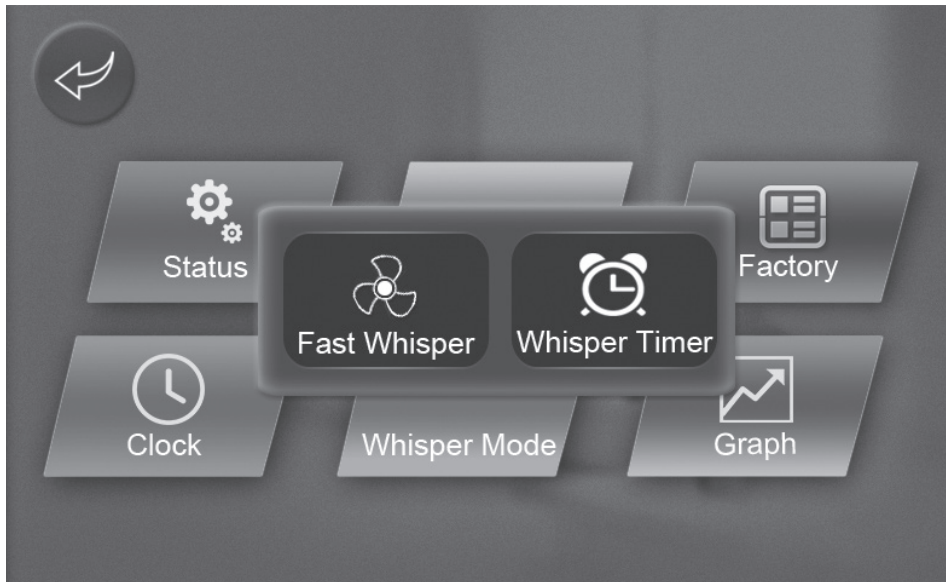 Status
Factory
Fast Whisper
Whisper Timer
Clock
Whisper Mode
Graph